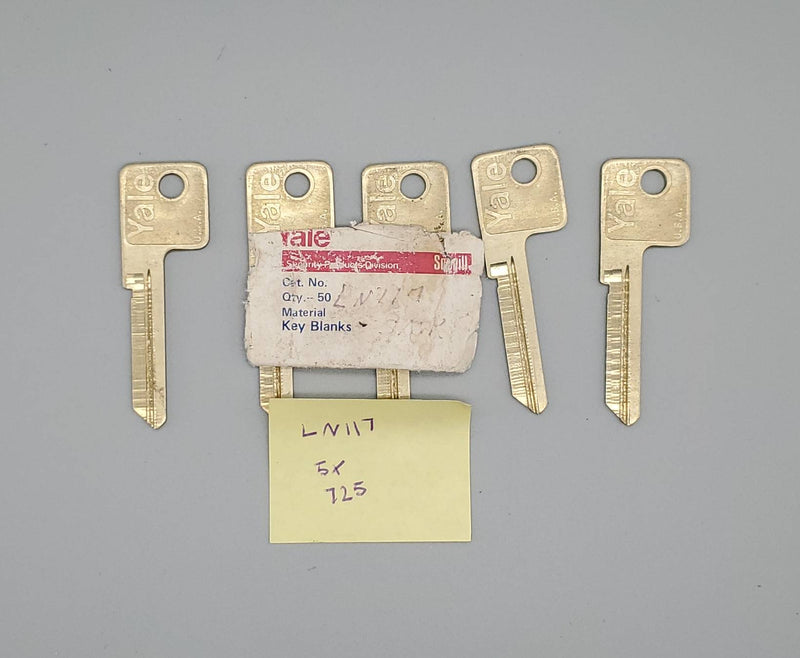 Yale
U.S.A.
Yale
Yale
Yale
U.S.A.
Yale
U.S.A.
Yale
Security Products Division
Cat. No.
Qty.-- 50 LN117
Material
Key Blanks
LN117
5X
725